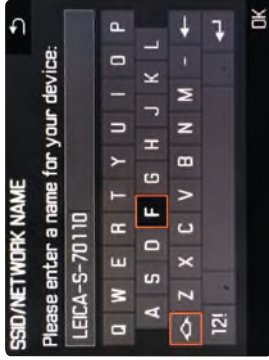 SSID/NETWORK NAME
Please enter a name for your device:
LEICA-S-70110
Q W E R T Y U I O P
A S D F G H J K L
Z X C V B N M -
12!
OK